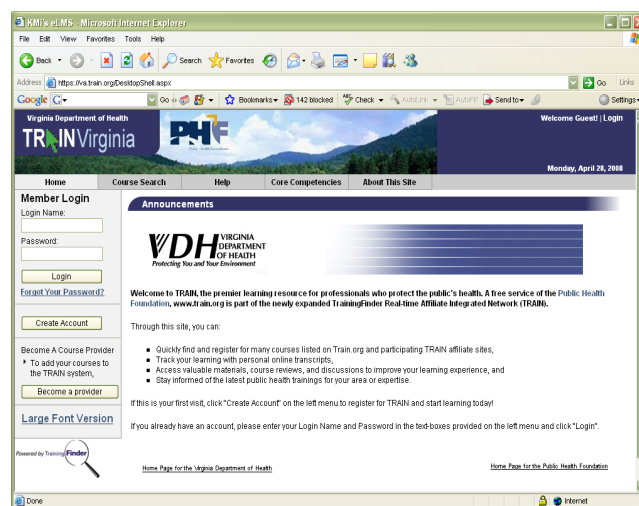 KMi's eLMS - Microsoft Internet Explorer
File Edit View Favorites Tools Help
Back Search Favorites
Address https://va.train.org/DesktopShell.aspx Go Links
Google G Go Bookmarks 142 blocked Check AutoLink AutoFill Send to Settings
Virginia Department of Health
TRAINVirginia
PHF
Welcome Guest! | Login
Monday, April 28, 2008
Home Course Search Help Core Competencies About This Site
Member Login
Login Name:
Password:
Login
Forgot Your Password?
Create Account
Become A Course Provider
To add your courses to
the TRAIN system,
Become a provider
Large Font Version
Powered by Training Finder
Announcements
VDH VIRGINIA
DEPARTMENT
OF HEALTH
Protecting You and Your Environment
Welcome to TRAIN, the premier learning resource for professionals who protect the public's health. A free service of the Public Health
Foundation, www.train.org is part of the newly expanded TrainingFinder Real-time Affiliate Integrated Network (TRAIN).
Through this site, you can:
Quickly find and register for many courses listed on Train.org and participating TRAIN affiliate sites,
Track your learning with personal online transcripts,
Access valuable materials, course reviews, and discussions to improve your learning experience, and
Stay informed of the latest public health trainings for your area or expertise.
If this is your first visit, click "Create Account" on the left menu to register for TRAIN and start learning today!
If you already have an account, please enter your Login Name and Password in the text-boxes provided on the left menu and click "Login".
Home Page for the Virginia Department of Health
Home Page for the Public Health Foundation
Done Internet